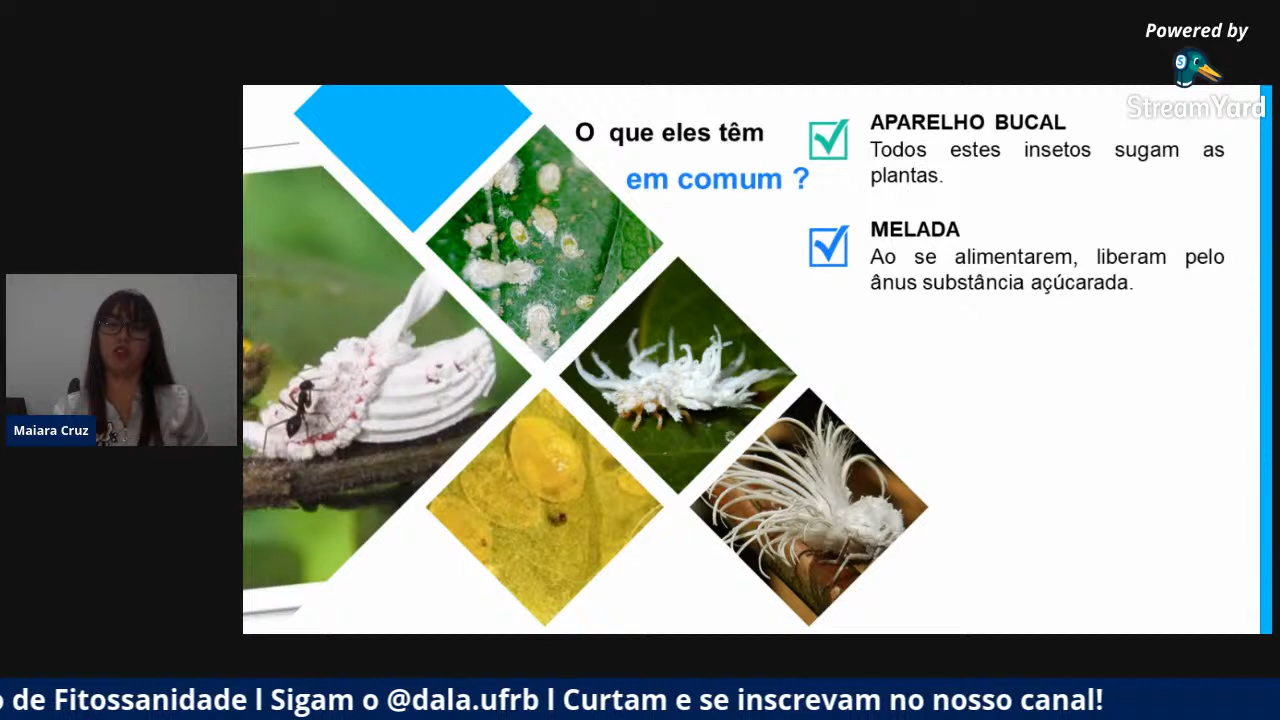 Powered by
StreamYard
O que eles têm
em comum ?
APARELHO BUCAL
Todos estes insetos sugam as
plantas.
MELADA
Ao se alimentarem, liberam pelo
ânus substância açúcarada.
Maiara Cruz
o de Fitossanidade l Sigam o @dala.ufrb l Curtam e se inscrevam no nosso canal!